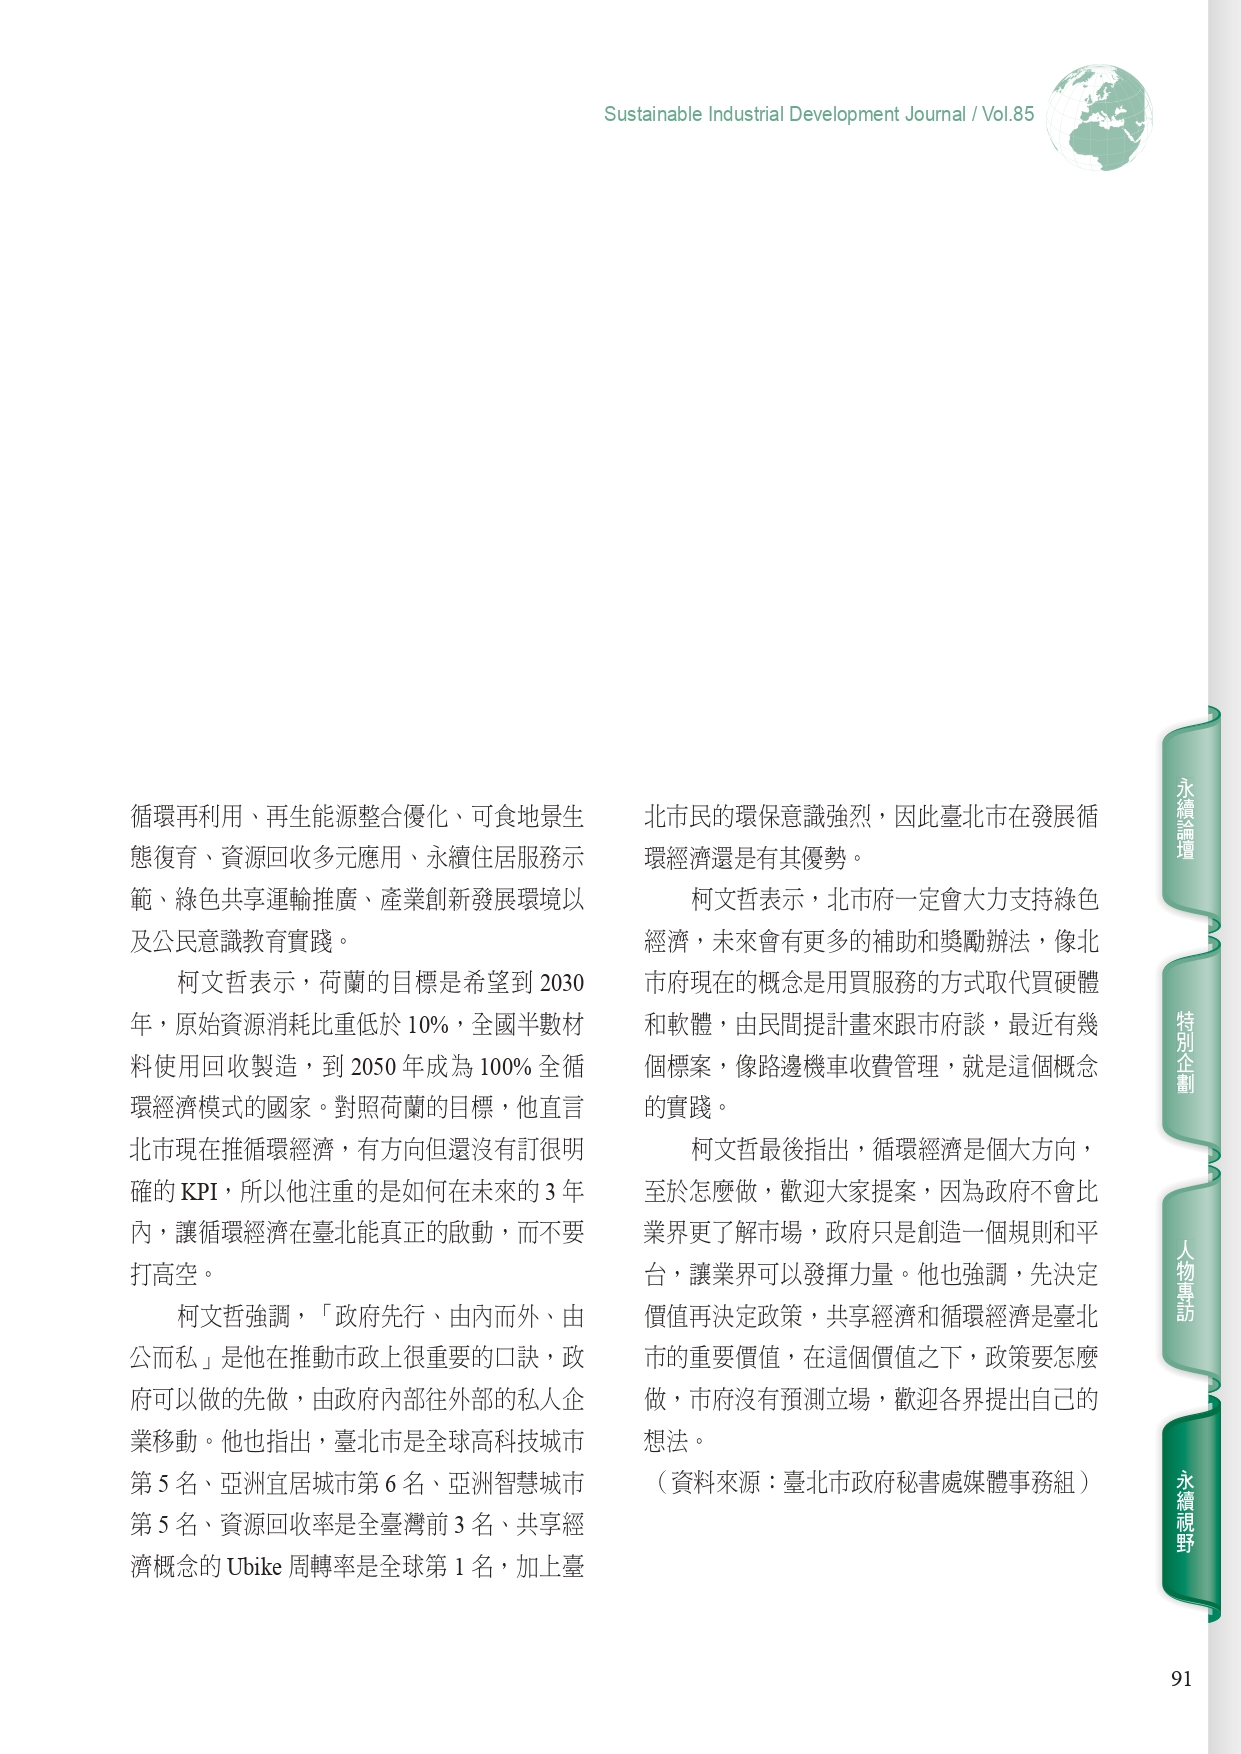 Sustainable Industrial Development Journal / Vol.85
循環再利用、再生能源整合優化、可食地景生
態復育、資源回收多元應用、永續住居服務示
範、綠色共享運輸推廣、產業創新發展環境以
及公民意識教育實踐。
柯文哲表示，荷蘭的目標是希望到 2030
年，原始資源消耗比重低於 10%，全國半數材
料使用回收製造，到 2050 年成為 100% 全循
環經濟模式的國家。對照荷蘭的目標，他直言
北市現在推循環經濟，有方向但還沒有訂很明
確的 KPI，所以他注重的是如何在未來的 3 年
內，讓循環經濟在臺北能真正的啟動，而不要
打高空。
柯文哲強調，「政府先行、由內而外、由
公而私」是他在推動市政上很重要的口訣，政
府可以做的先做，由政府內部往外部的私人企
業移動。他也指出，臺北市是全球高科技城市
第 5 名、亞洲宜居城市第 6 名、亞洲智慧城市
第 5 名、資源回收率是全臺灣前 3 名、共享經
濟概念的 Ubike 周轉率是全球第 1 名，加上臺
北市民的環保意識強烈，因此臺北市在發展循
環經濟還是有其優勢。
柯文哲表示，北市府一定會大力支持綠色
經濟，未來會有更多的補助和獎勵辦法，像北
市府現在的概念是用買服務的方式取代買硬體
和軟體，由民間提計畫來跟市府談，最近有幾
個標案，像路邊機車收費管理，就是這個概念
的實踐。
柯文哲最後指出，循環經濟是個大方向，
至於怎麼做，歡迎大家提案，因為政府不會比
業界更了解市場，政府只是創造一個規則和平
台，讓業界可以發揮力量。他也強調，先決定
價值再決定政策，共享經濟和循環經濟是臺北
市的重要價值，在這個價值之下，政策要怎麼
做，市府沒有預測立場，歡迎各界提出自己的
想法。
（資料來源：臺北市政府秘書處媒體事務組）
永續論壇
特別企劃
人物專訪
永續視野
91